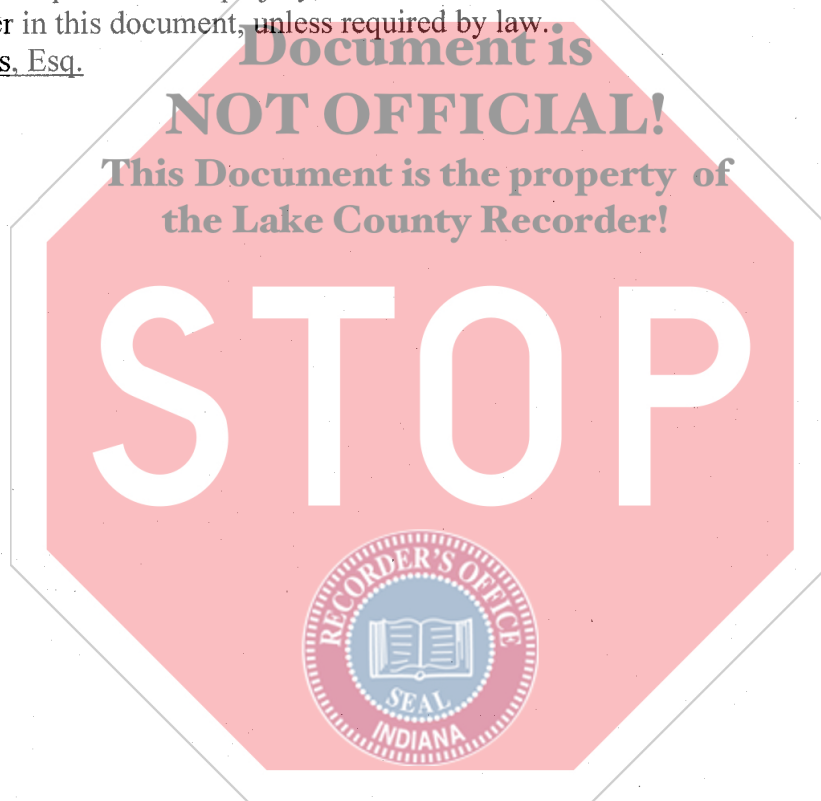 in this document, unless required by law.
Esq.
Document is
NOT OFFICIAL!
This Document is the property of
the Lake County Recorder!
STOP
RECORDER'S OFFICE
SEAL
INDIANA